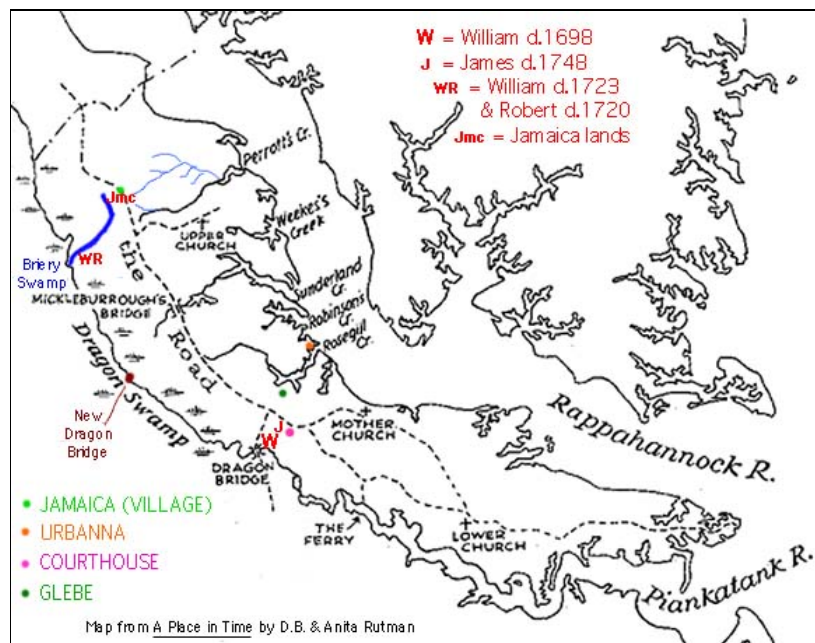 W = William d.1698
J = James d.1748
WR = William d.1723
& Robert d.1720
Jmc = Jamaica lands
Perrott's Cr.
Jmc
Weekes's
Creek
UPPER
CHURCH
the
Road
WR
Briery
Swamp
MICKLEBURROUGH'S
BRIDGE
Sunderland
Cr.
Robinson's
Cr.
Rosegill
Cr.
Dragon Swamp
New
Dragon
Bridge
J
W
MOTHER
CHURCH
DRAGON
BRIDGE
Rappahannock R.
THE
FERRY
LOWER
CHURCH
Piankatank R.
JAMAICA (VILLAGE)
URBANNA
COURTHOUSE
GLEBE
Map from A Place in Time by D.B. & Anita Rutman